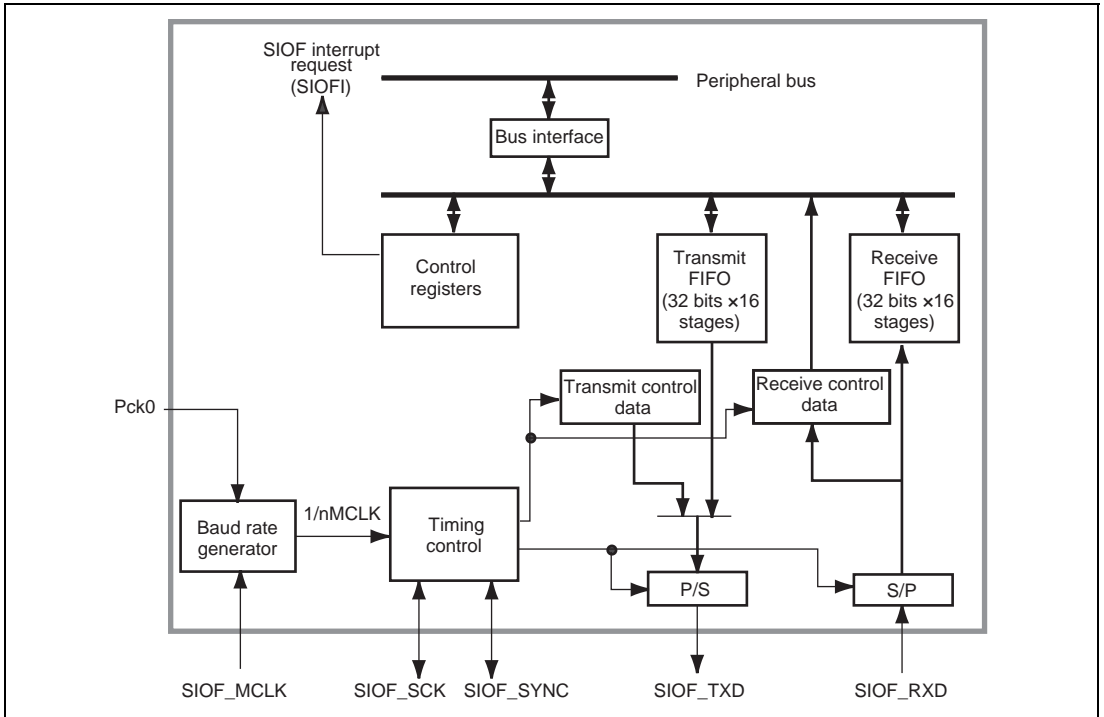 SIOF interrupt
request
(SIOFI)
Peripheral bus
Bus interface
Control
registers
Transmit
FIFO
(32 bits ×16
stages)
Receive
FIFO
(32 bits ×16
stages)
Transmit control
data
Receive control
data
Pck0
Baud rate
generator
1/nMCLK
Timing
control
P/S
S/P
SIOF_MCLK
SIOF_SCK
SIOF_SYNC
SIOF_TXD
SIOF_RXD